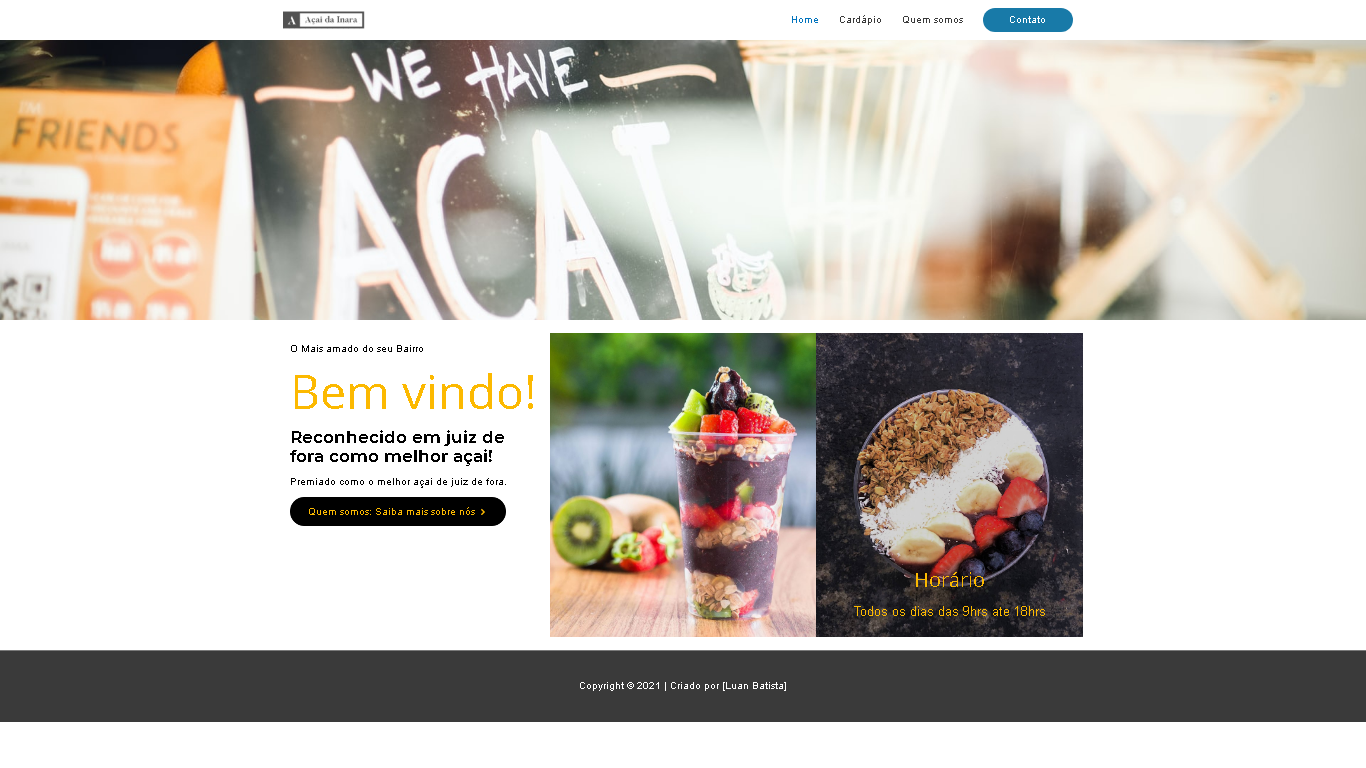 A Açaí da Inara
Home Cardápio Quem somos Contato
WE HAVE
AÇAI
I'M
FRIENDS
O Mais amado do seu Bairro
Bem vindo!
Reconhecido em juiz de
fora como melhor açai!
Premiado como o melhor açai de juiz de fora.
Quem somos: Saiba mais sobre nós >
Horário
Todos os dias das 9hrs ate 18hrs
Copyright © 2021 | Criado por [Luan Batista]